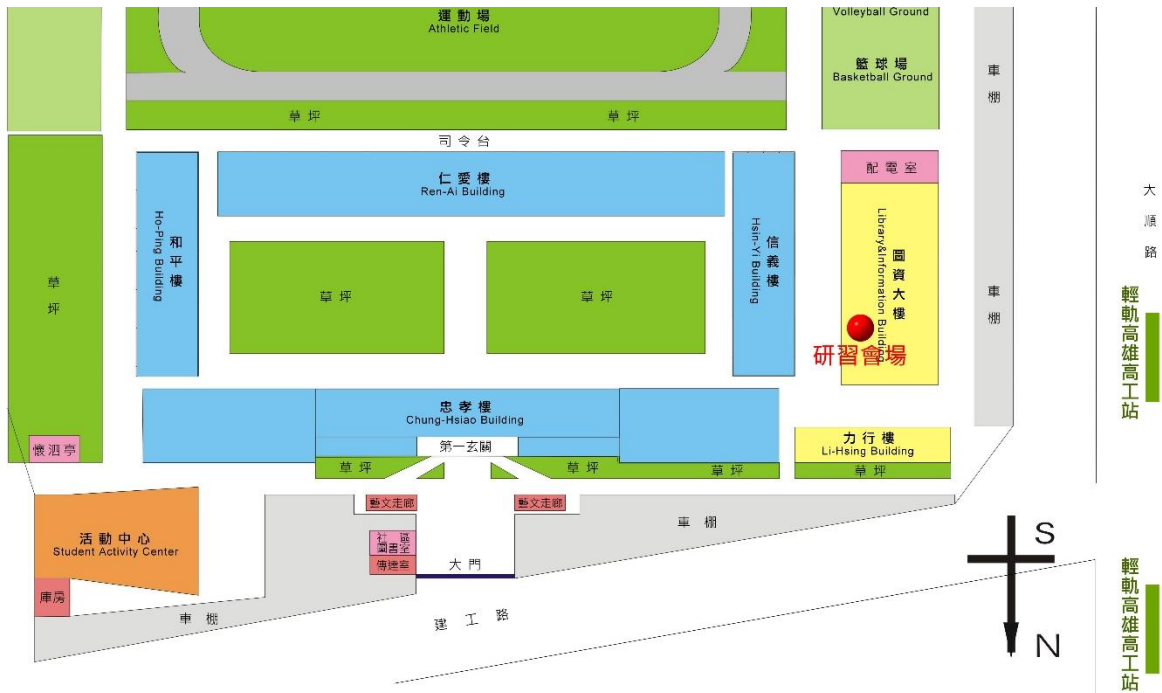 運動場
Athletic Field
Volleyball Ground
籃球場
Basketball Ground
車棚
草坪
草坪
司令台
仁愛樓
Ren-Ai Building
配電室
大順路
和平樓
Ho-Ping Building
信義樓
Hsin-Yi Building
圖資大樓
Library&Information Building
草坪
草坪
草坪
車棚
輕軌高雄高工站
研習會場
忠孝樓
Chung-Hsiao Building
第一玄關
力行樓
Li-Hsing Building
懷泗亭
草坪
草坪
草坪
草坪
藝文走廊
藝文走廊
車棚
活動中心
Student Activity Center
社區
圖書室
傳達室
大門
S
庫房
車棚
建工路
N
輕軌高雄高工站